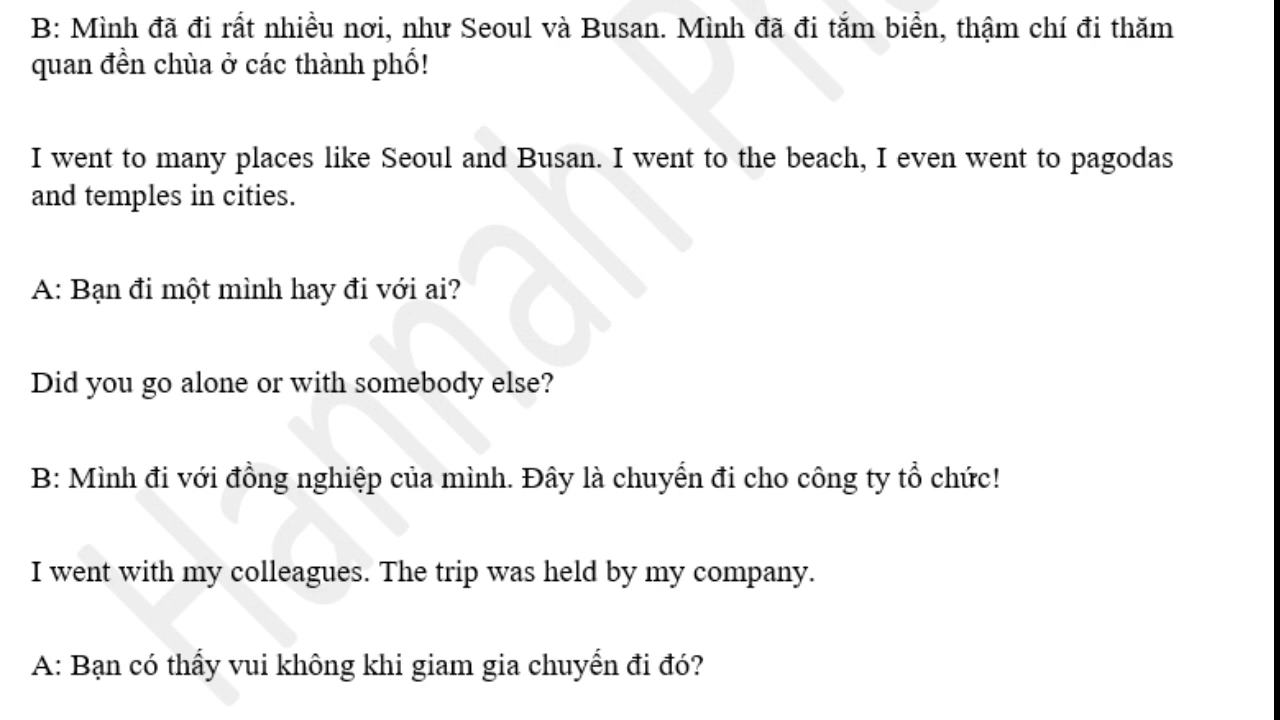 B: Mình đã đi rất nhiều nơi, như Seoul và Busan. Mình đã đi tắm biển, thậm chí đi thăm
quan đền chùa ở các thành phố!
I went to many places like Seoul and Busan. I went to the beach, I even went to pagodas
and temples in cities.
A: Bạn đi một mình hay đi với ai?
Did you go alone or with somebody else?
B: Mình đi với đồng nghiệp của mình. Đây là chuyến đi cho công ty tổ chức!
I went with my colleagues. The trip was held by my company.
A: Bạn có thấy vui không khi giam gia chuyến đi đó?
Hannah